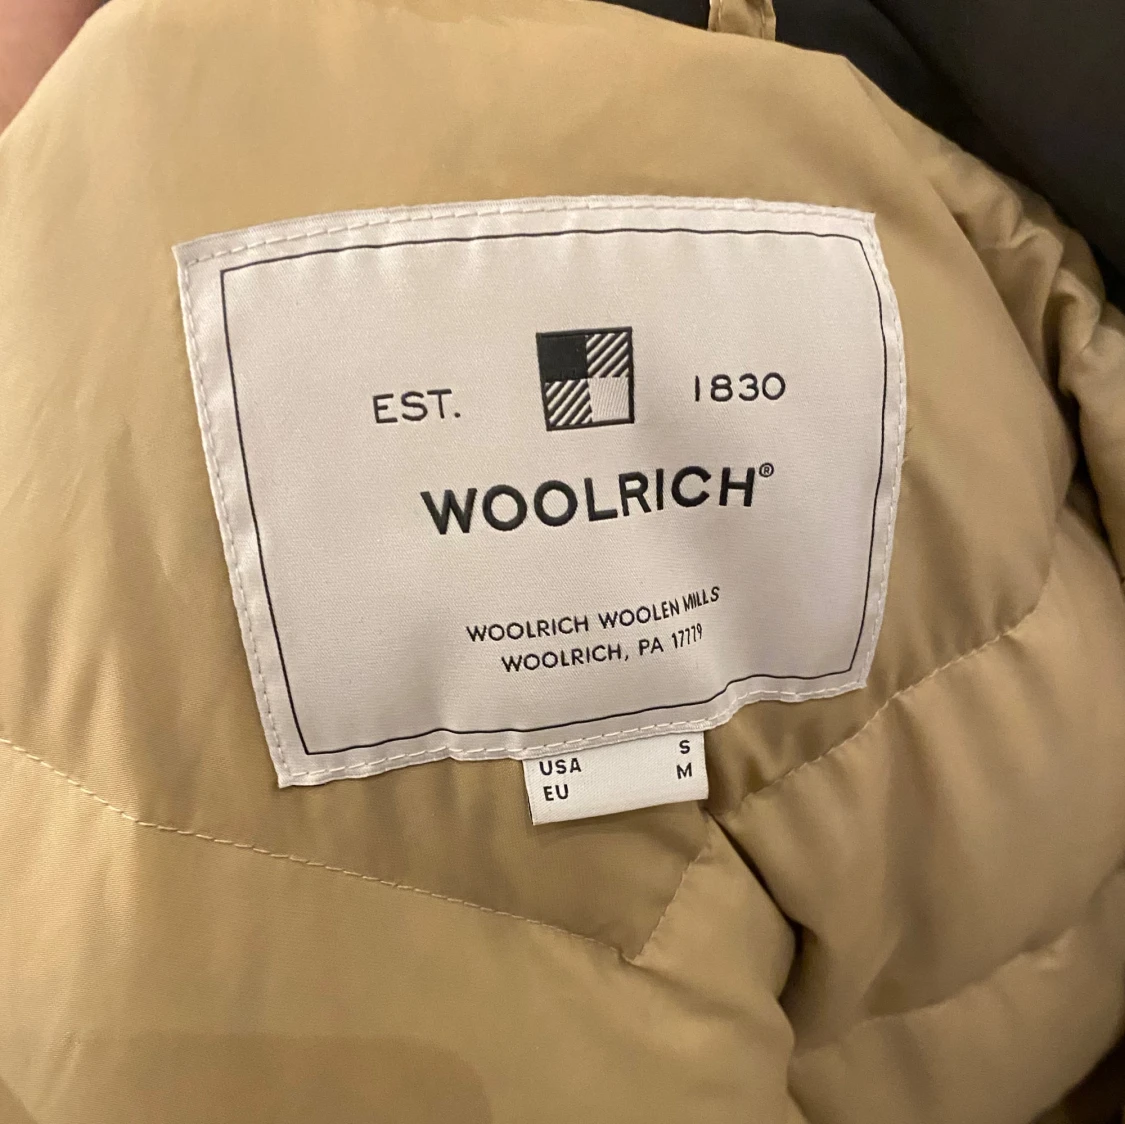 EST. 1830
WOOLRICH®
WOOLRICH WOOLEN MILLS
WOOLRICH, PA 17779
USA S
EU M